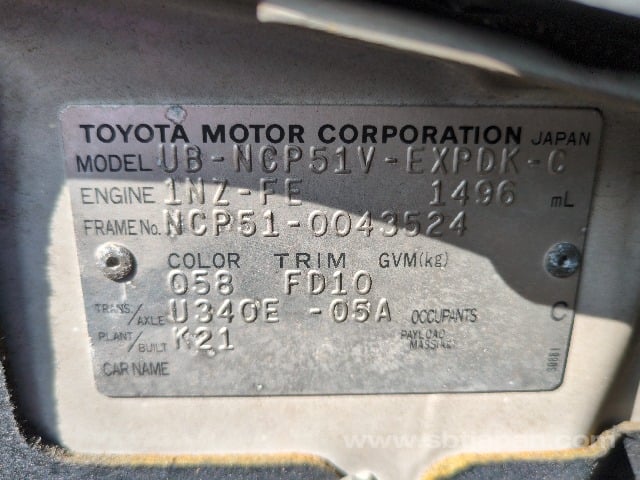 TOYOTA MOTOR CORPORATION JAPAN
MODEL UB-NCP51V-EXPDK-C
ENGINE 1NZ-FE 1496 mL
FRAME No. NCP51-0043524
COLOR TRIM GVM(kg)
058 FD10
TRANS./AXLE U340E -05A OCCUPANTS C
PLANT/BUILT K21 PAYLOAD MASS(kg)
CAR NAME
www.sbtjapan.com